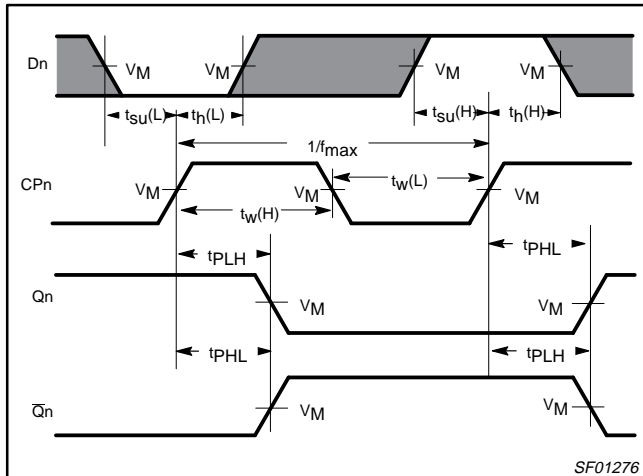 Dn VM VM VM VM
tsu(L) th(L) tsu(H) th(H)
1/fmax
CPn VM VM tw(L) VM
tw(H)
tPLH tPHL
Qn VM VM
tPHL tPLH
Q̅n VM VM
SF01276